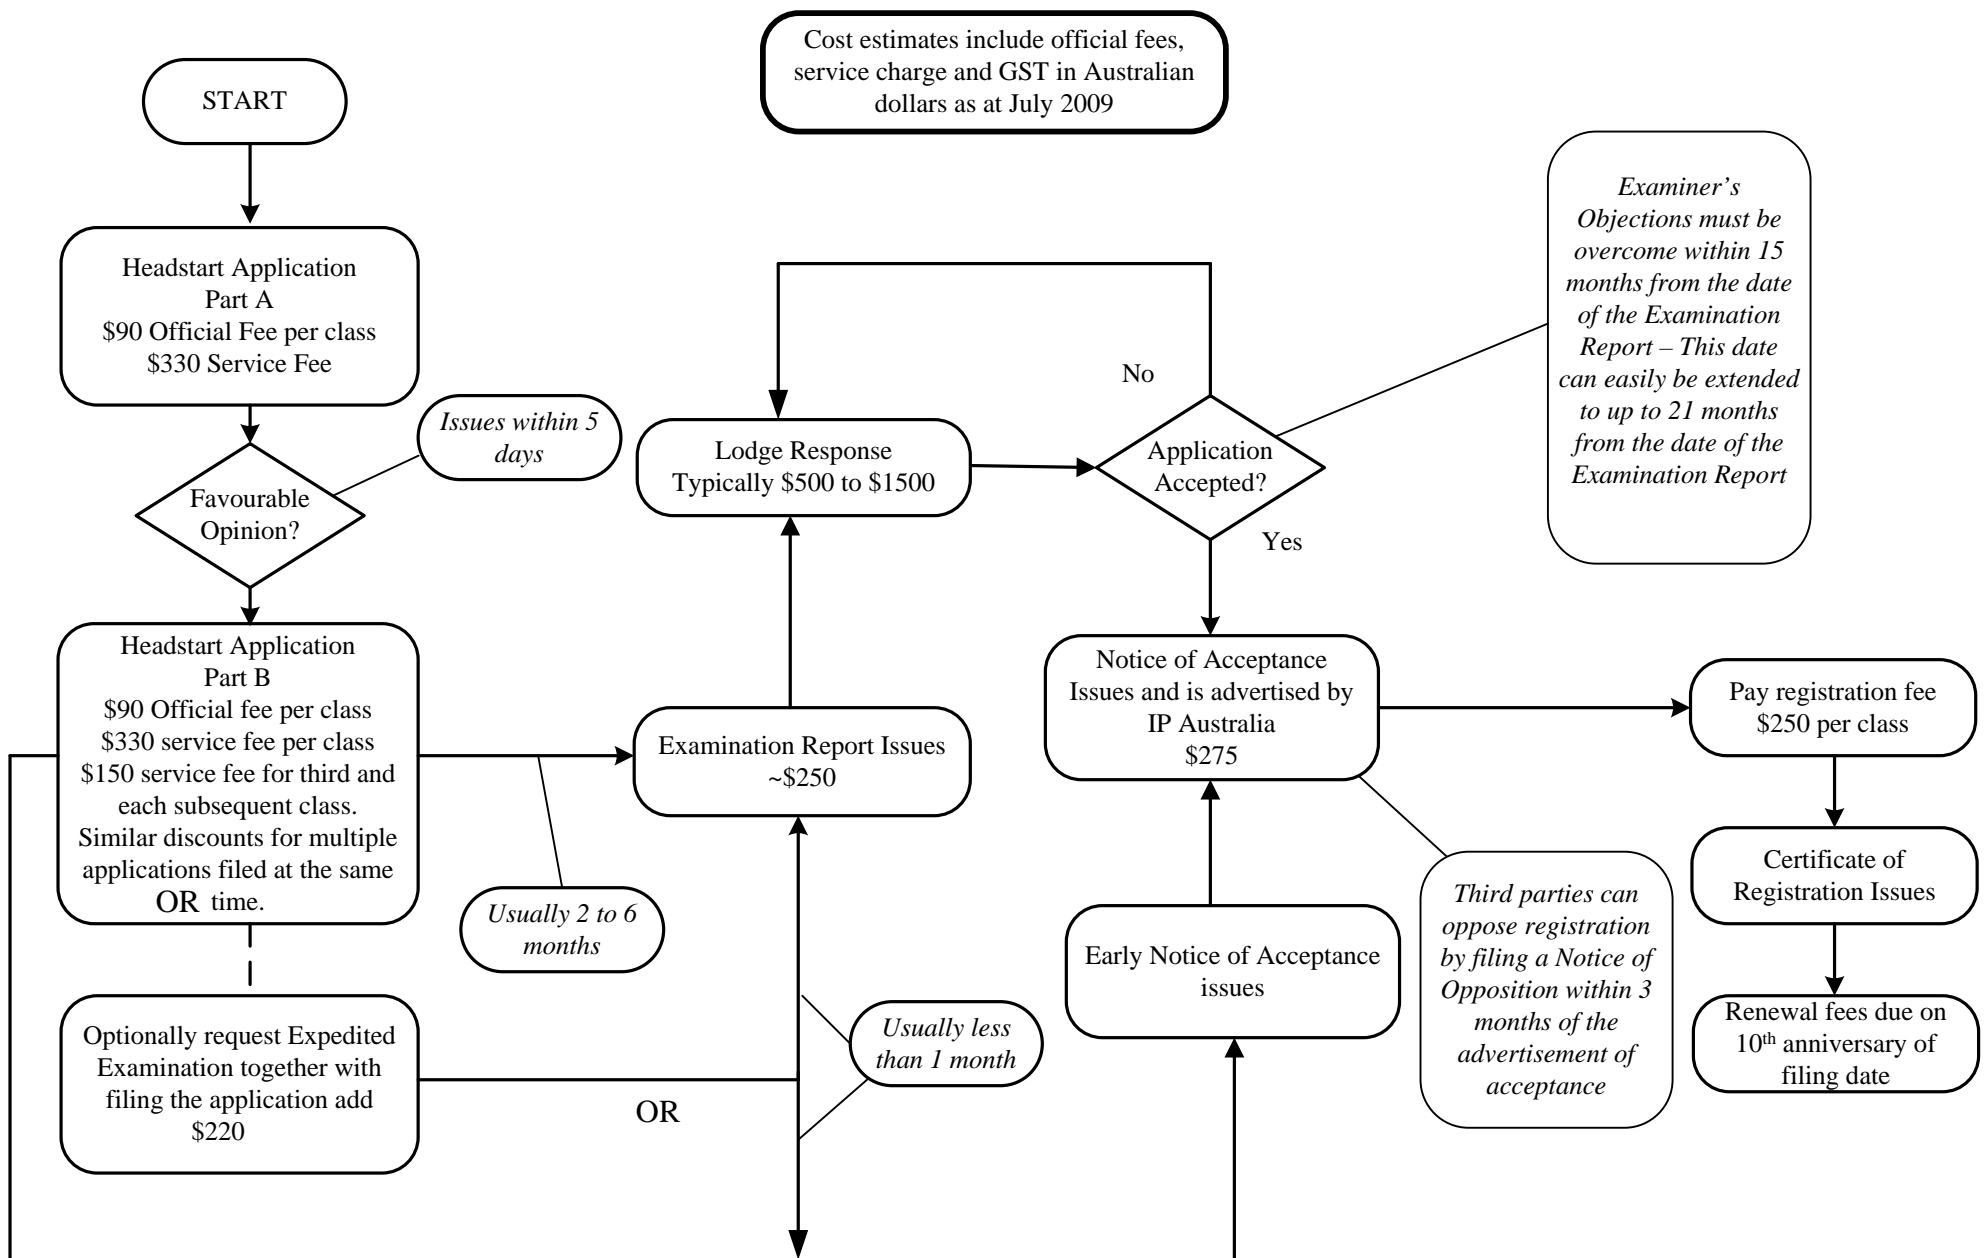 Cost estimates include official fees,
service charge and GST in Australian
dollars as at July 2009
START
Headstart Application
Part A
$90 Official Fee per class
$330 Service Fee
Issues within 5
days
Favourable
Opinion?
Headstart Application
Part B
$90 Official fee per class
$330 service fee per class
$150 service fee for third and
each subsequent class.
Similar discounts for multiple
applications filed at the same
OR time.
Usually 2 to 6
months
Optionally request Expedited
Examination together with
filing the application add
$220
OR
Usually less
than 1 month
Examination Report Issues
~$250
Lodge Response
Typically $500 to $1500
No
Application
Accepted?
Yes
Examiner’s
Objections must be
overcome within 15
months from the date
of the Examination
Report – This date
can easily be extended
to up to 21 months
from the date of the
Examination Report
Notice of Acceptance
Issues and is advertised by
IP Australia
$275
Early Notice of Acceptance
issues
Third parties can
oppose registration
by filing a Notice of
Opposition within 3
months of the
advertisement of
acceptance
Pay registration fee
$250 per class
Certificate of
Registration Issues
Renewal fees due on
10th anniversary of
filing date